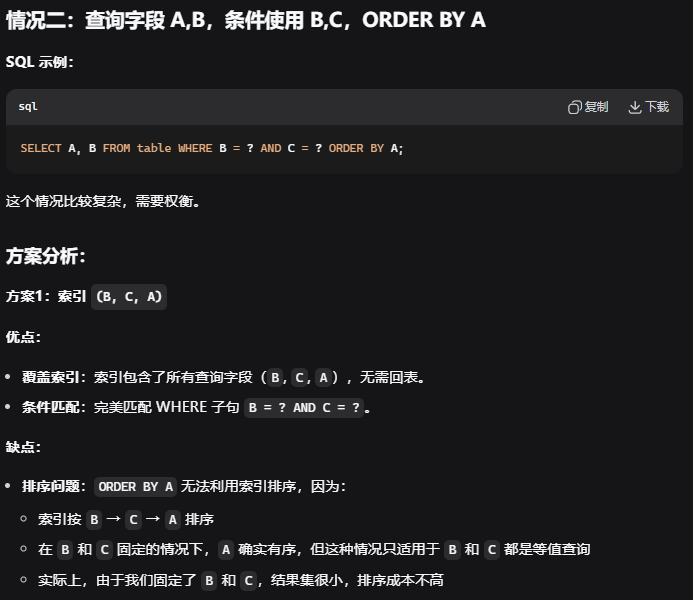 情况二：查询字段 A,B，条件使用 B,C，ORDER BY A
SQL 示例：
sql 复制 下载
SELECT A, B FROM table WHERE B = ? AND C = ? ORDER BY A;
这个情况比较复杂，需要权衡。
方案分析：
方案1：索引 (B, C, A)
优点：
• 覆盖索引：索引包含了所有查询字段（B, C, A），无需回表。
• 条件匹配：完美匹配 WHERE 子句 B = ? AND C = ?。
缺点：
• 排序问题：ORDER BY A 无法利用索引排序，因为：
○ 索引按 B → C → A 排序
○ 在 B 和 C 固定的情况下，A 确实有序，但这种情况只适用于 B 和 C 都是等值查询
○ 实际上，由于我们固定了 B 和 C，结果集很小，排序成本不高